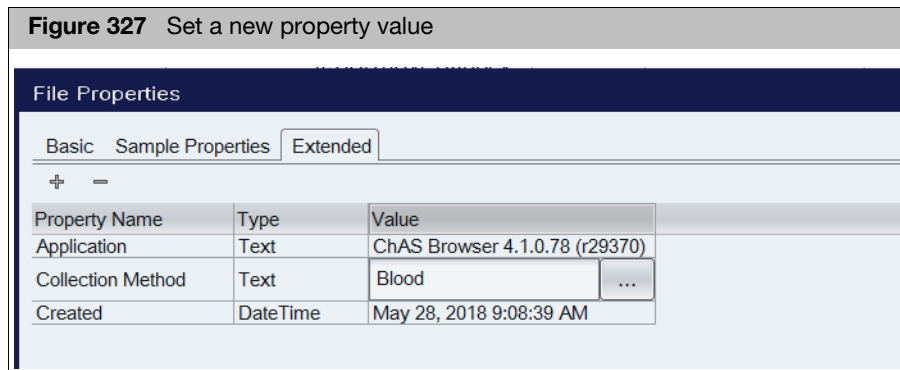 Figure 327 Set a new property value
File Properties
Basic Sample Properties Extended
+ −
Property Name Type Value
Application Text ChAS Browser 4.1.0.78 (r29370)
Collection Method Text Blood ...
Created DateTime May 28, 2018 9:08:39 AM